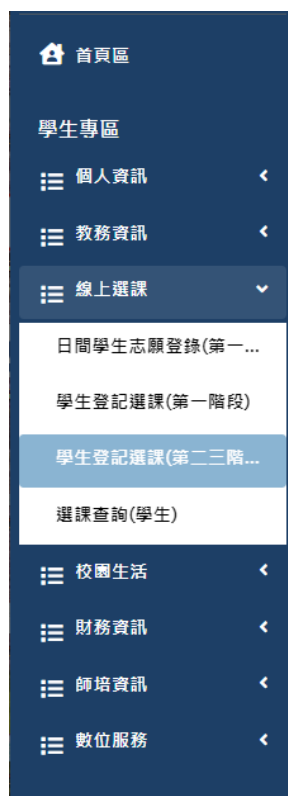 首頁區
學生專區
個人資訊
教務資訊
線上選課
日間學生志願登錄(第一...
學生登記選課(第一階段)
學生登記選課(第二三階...
選課查詢(學生)
校園生活
財務資訊
師培資訊
數位服務